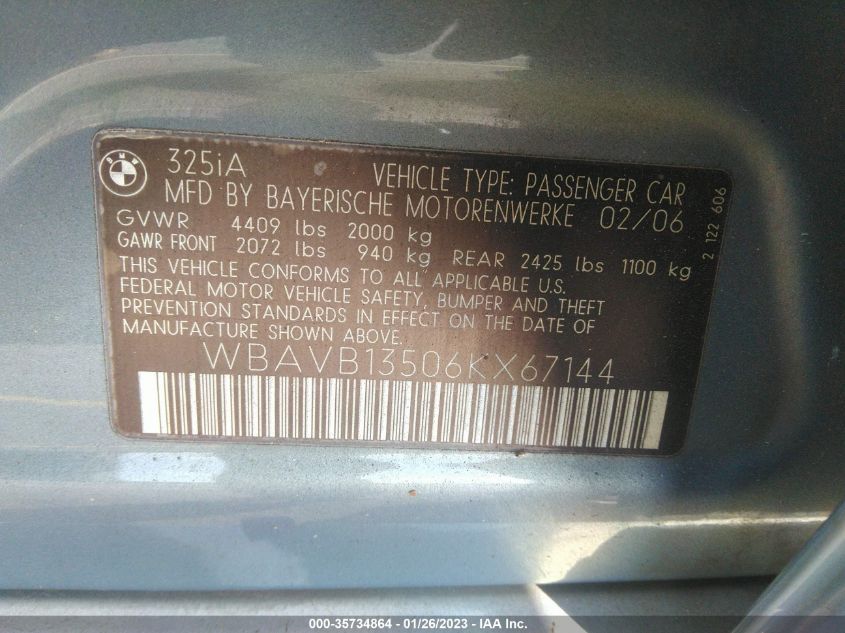 BMW
325iA VEHICLE TYPE: PASSENGER CAR
MFD BY BAYERISCHE MOTORENWERKE 02/06
GVWR 4409 lbs 2000 kg
GAWR FRONT 2072 lbs 940 kg REAR 2425 lbs 1100 kg
THIS VEHICLE CONFORMS TO ALL APPLICABLE U.S.
FEDERAL MOTOR VEHICLE SAFETY, BUMPER AND THEFT
PREVENTION STANDARDS IN EFFECT ON THE DATE OF
MANUFACTURE SHOWN ABOVE.
WBAVB13506KX67144
2 122 606
000-35734864 / 01/26/2023 - IAA Inc.